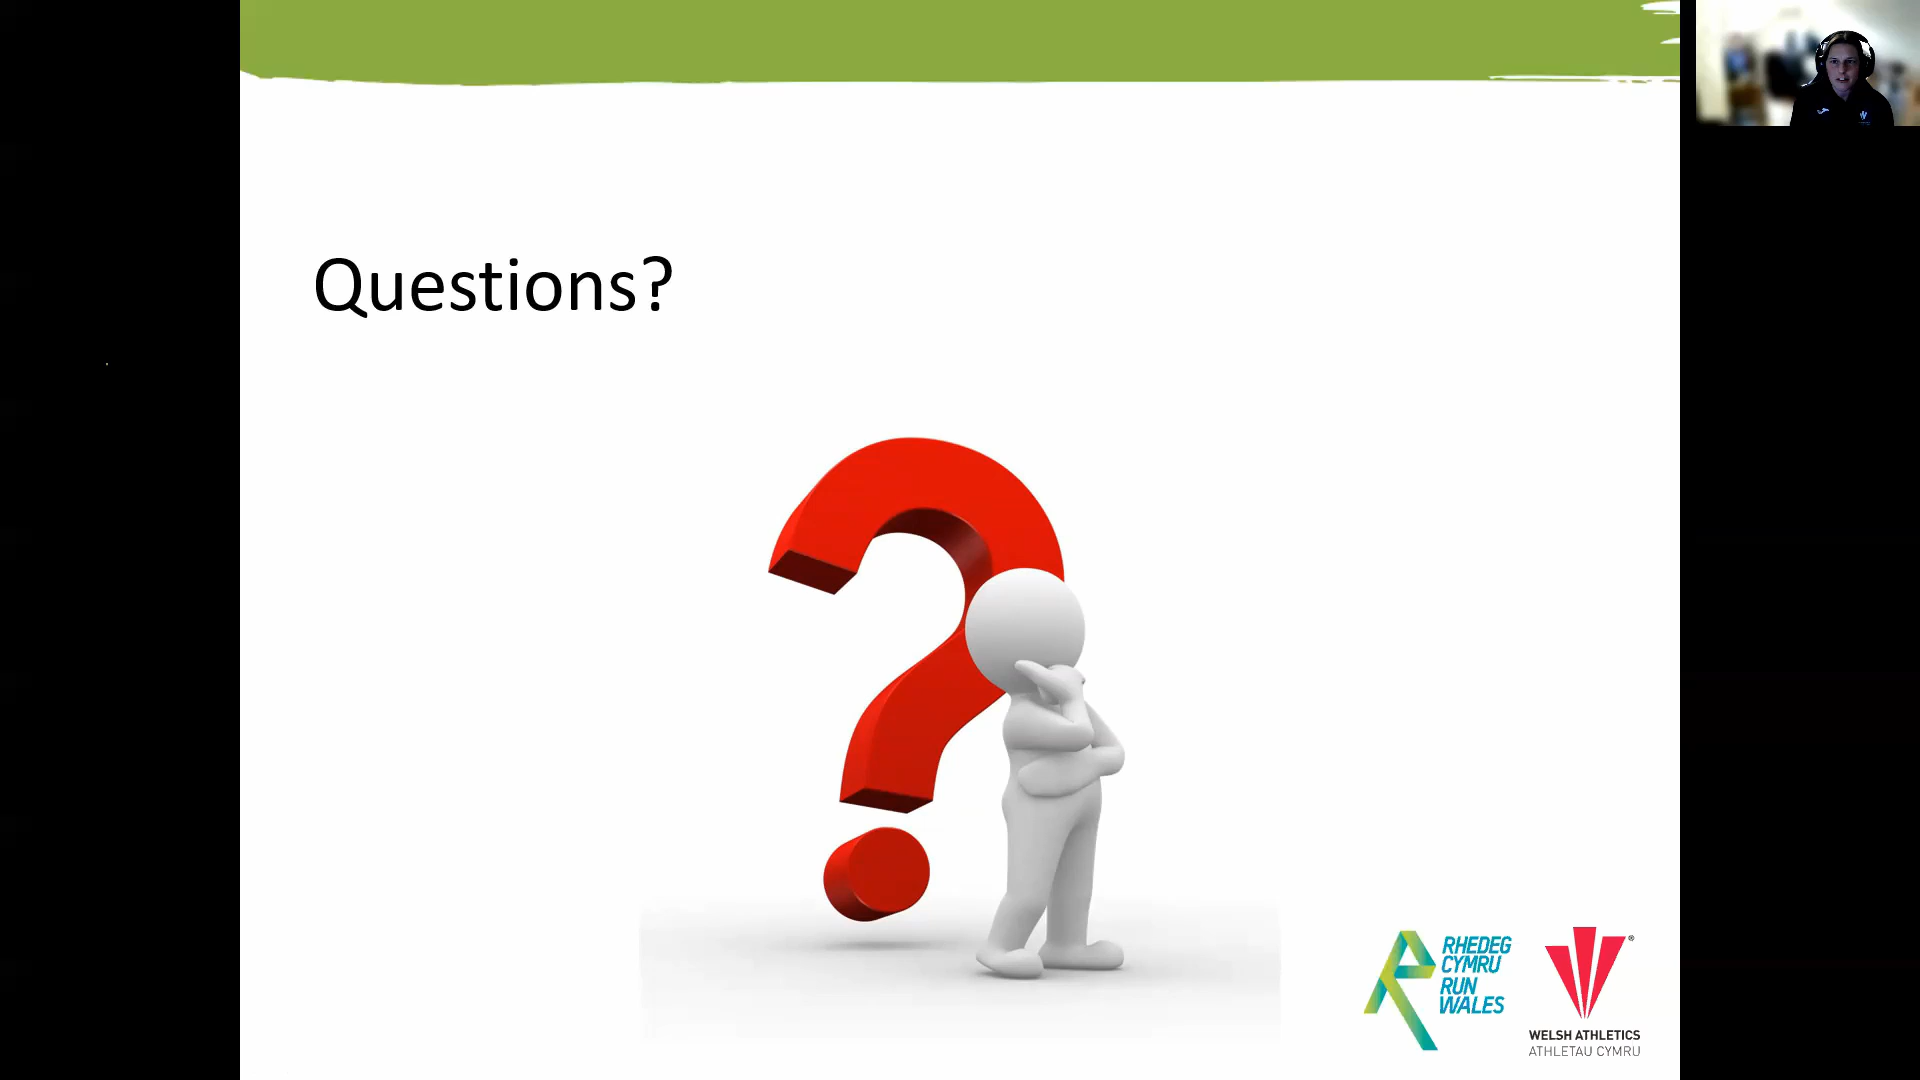 Questions?
RHEDEG
CYMRU
RUN
WALES
WELSH ATHLETICS
ATHLETAU CYMRU